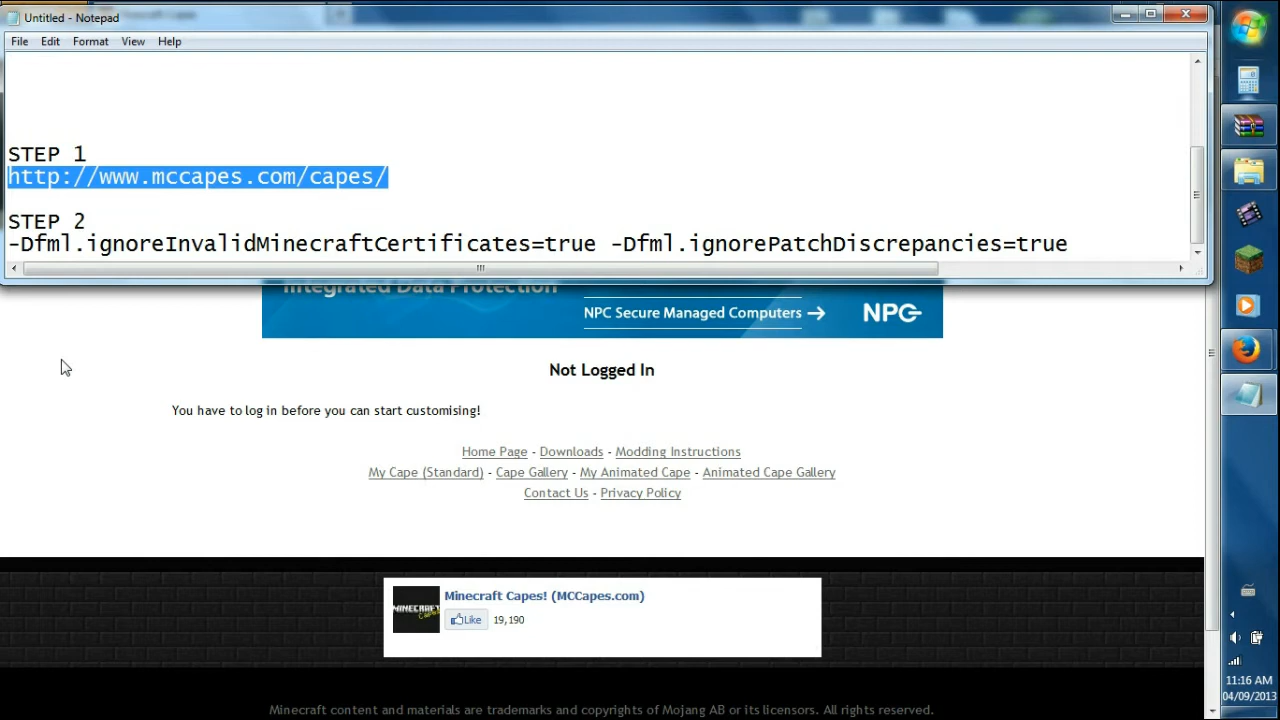 Untitled - Notepad
File Edit Format View Help
STEP 1
http://www.mccapes.com/capes/
STEP 2
-Dfml.ignoreInvalidMinecraftCertificates=true -Dfml.ignorePatchDiscrepancies=true
Integrated Data Protection
NPC Secure Managed Computers
NPC
Not Logged In
You have to log in before you can start customising!
Home Page - Downloads - Modding Instructions
My Cape (Standard) - Cape Gallery - My Animated Cape - Animated Cape Gallery
Contact Us - Privacy Policy
MINECRAFT
Capes
Minecraft Capes! (MCCapes.com)
Like 19,190
Minecraft content and materials are trademarks and copyrights of Mojang AB or its licensors. All rights reserved.
11:16 AM
04/09/2013